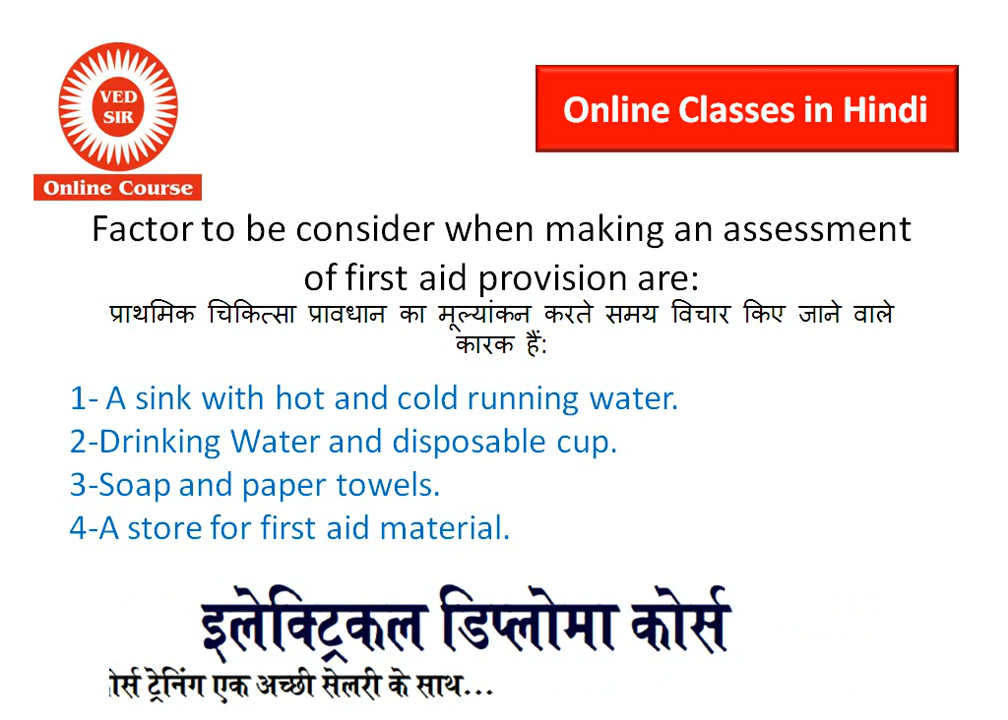 VED
SIR
Online Course
Online Classes in Hindi
Factor to be consider when making an assessment
of first aid provision are:
प्राथमिक चिकित्सा प्रावधान का मूल्यांकन करते समय विचार किए जाने वाले
कारक हैं:
1- A sink with hot and cold running water.
2-Drinking Water and disposable cup.
3-Soap and paper towels.
4-A store for first aid material.
इलेक्ट्रिकल डिप्लोमा कोर्स
ट्रेनिंग एक अच्छी सेलरी के साथ...